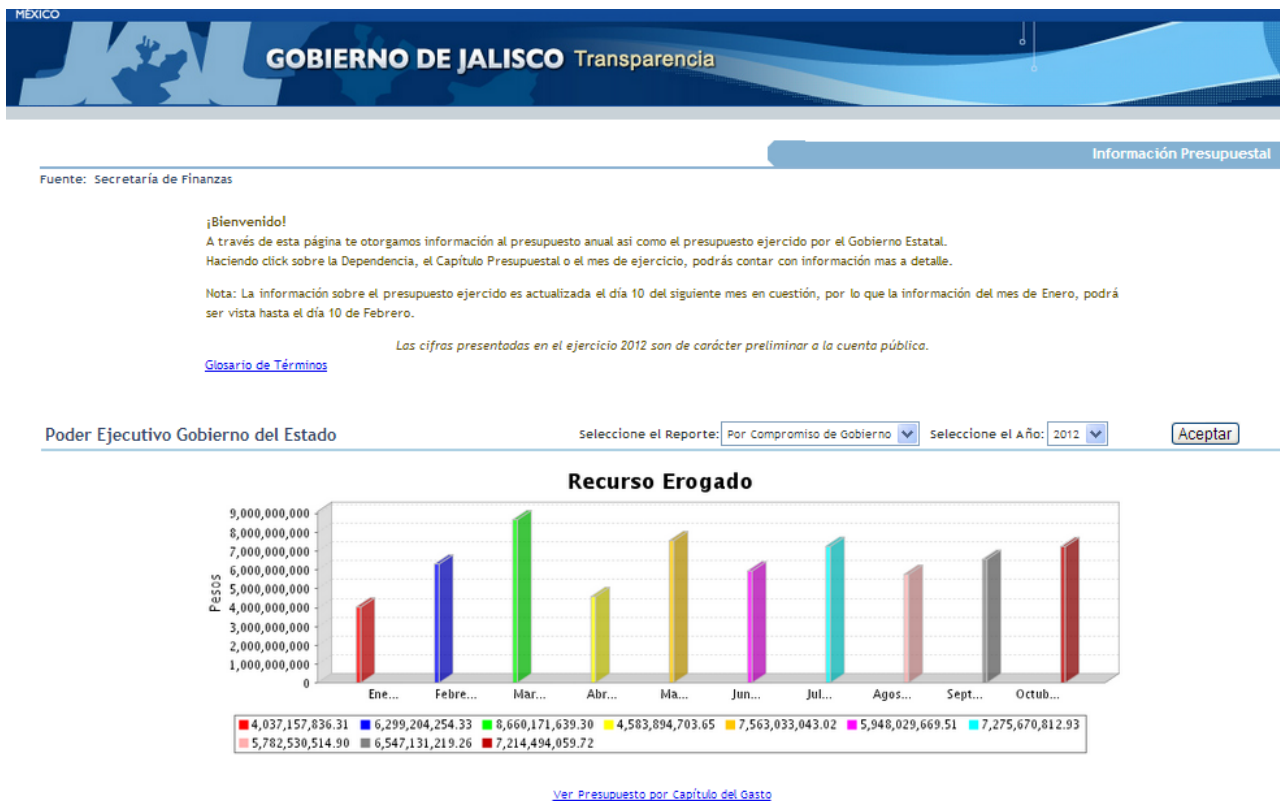 MÉXICO
JAL
GOBIERNO DE JALISCO Transparencia
Información Presupuestal
Fuente: Secretaría de Finanzas
¡Bienvenido!
A través de esta página te otorgamos información al presupuesto anual asi como el presupuesto ejercido por el Gobierno Estatal.
Haciendo click sobre la Dependencia, el Capítulo Presupuestal o el mes de ejercicio, podrás contar con información mas a detalle.
Nota: La información sobre el presupuesto ejercido es actualizada el día 10 del siguiente mes en cuestión, por lo que la información del mes de Enero, podrá
ser vista hasta el día 10 de Febrero.
Las cifras presentadas en el ejercicio 2012 son de carácter preliminar a la cuenta pública.
Glosario de Términos
Poder Ejecutivo Gobierno del Estado Seleccione el Reporte: Por Compromiso de Gobierno Seleccione el Año: 2012 Aceptar
Recurso Erogado
Pesos
9,000,000,000
8,000,000,000
7,000,000,000
6,000,000,000
5,000,000,000
4,000,000,000
3,000,000,000
2,000,000,000
1,000,000,000
0
Ene... Febre... Mar... Abr... Ma... Jun... Jul... Agos... Sept... Octub...
4,037,157,836.31 6,299,204,254.33 8,660,171,639.30 4,583,894,703.65 7,563,033,043.02 5,948,029,669.51 7,275,670,812.93
5,782,530,514.90 6,547,131,219.26 7,214,494,059.72
Ver Presupuesto por Capítulo del Gasto